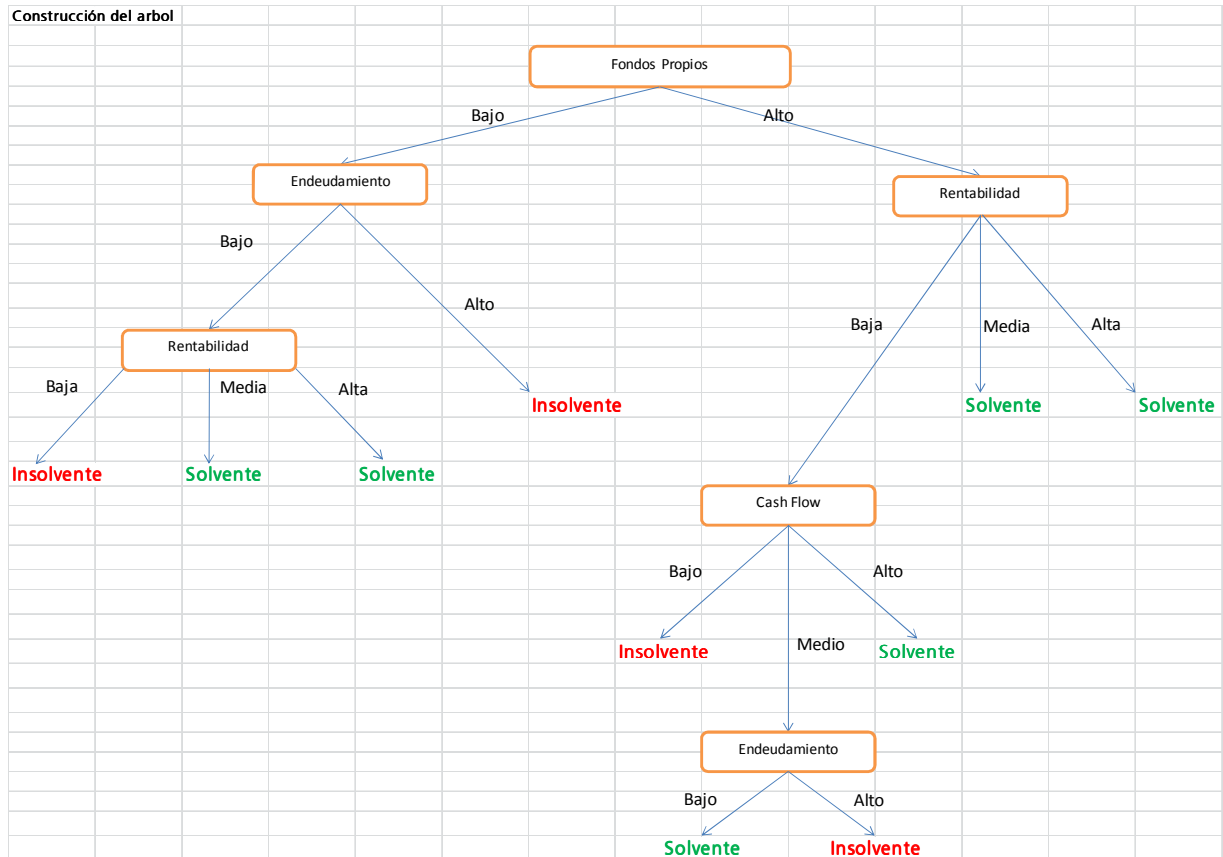 Construcción del arbol
Fondos Propios
Bajo
Alto
Endeudamiento
Rentabilidad
Bajo
Alto
Baja
Media
Alta
Rentabilidad
Baja
Media
Alta
Insolvente
Solvente
Solvente
Insolvente
Solvente
Solvente
Cash Flow
Bajo
Alto
Medio
Insolvente
Solvente
Endeudamiento
Bajo
Alto
Solvente
Insolvente